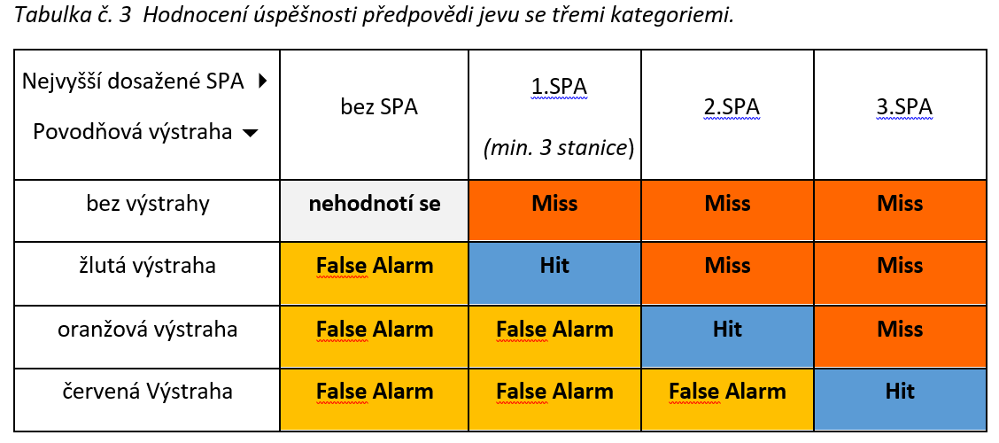 Tabulka č. 3 Hodnocení úspěšnosti předpovědi jevu se třemi kategoriemi.
Nejvyšší dosažené SPA
Povodňová výstraha
bez SPA
1.SPA
(min. 3 stanice)
2.SPA
3.SPA
bez výstrahy
nehodnotí se
Miss
Miss
Miss
žlutá výstraha
False Alarm
Hit
Miss
Miss
oranžová výstraha
False Alarm
False Alarm
Hit
Miss
červená Výstraha
False Alarm
False Alarm
False Alarm
Hit